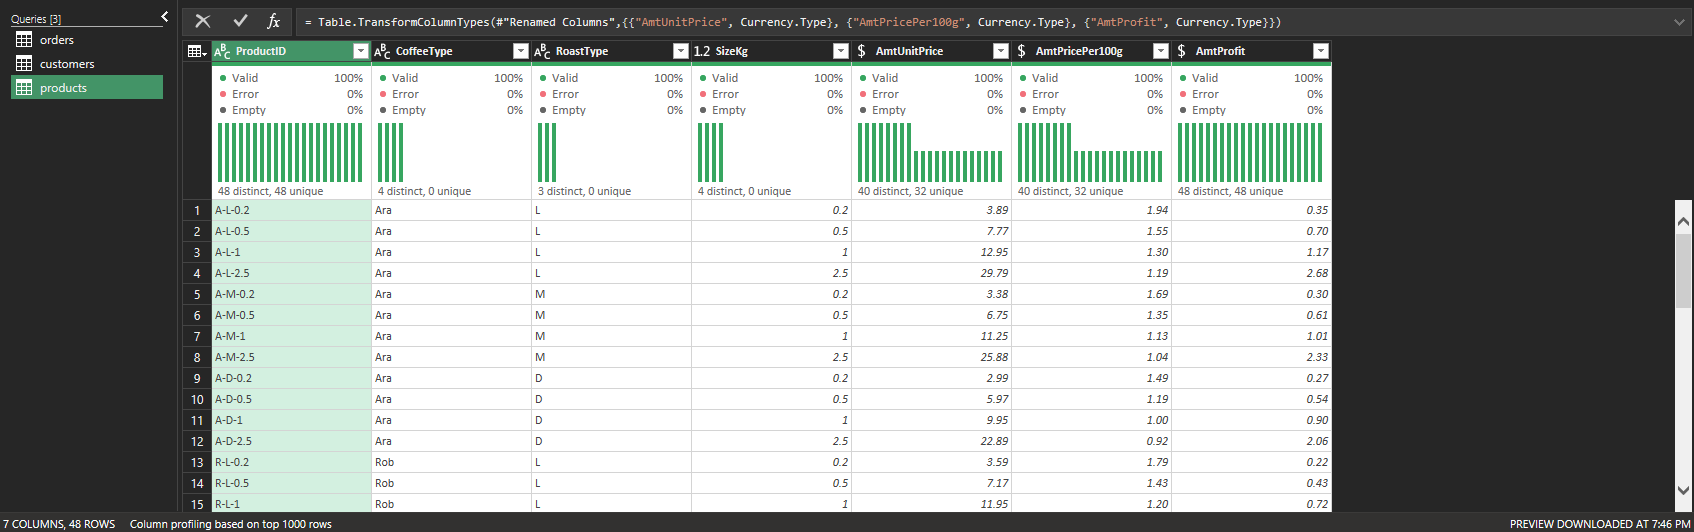 Queries [3]
orders
customers
products
fx = Table.TransformColumnTypes(#"Renamed Columns",{{"AmtUnitPrice", Currency.Type}, {"AmtPricePer100g", Currency.Type}, {"AmtProfit", Currency.Type}})
ABC ProductID ABC CoffeeType ABC RoastType 1.2 SizeKg $ AmtUnitPrice $ AmtPricePer100g $ AmtProfit
Valid 100% Valid 100% Valid 100% Valid 100% Valid 100% Valid 100% Valid 100%
Error 0% Error 0% Error 0% Error 0% Error 0% Error 0% Error 0%
Empty 0% Empty 0% Empty 0% Empty 0% Empty 0% Empty 0% Empty 0%
48 distinct, 48 unique 4 distinct, 0 unique 3 distinct, 0 unique 4 distinct, 0 unique 40 distinct, 32 unique 40 distinct, 32 unique 48 distinct, 48 unique
1 A-L-0.2 Ara L 0.2 3.89 1.94 0.35
2 A-L-0.5 Ara L 0.5 7.77 1.55 0.70
3 A-L-1 Ara L 1 12.95 1.30 1.17
4 A-L-2.5 Ara L 2.5 29.79 1.19 2.68
5 A-M-0.2 Ara M 0.2 3.38 1.69 0.30
6 A-M-0.5 Ara M 0.5 6.75 1.35 0.61
7 A-M-1 Ara M 1 11.25 1.13 1.01
8 A-M-2.5 Ara M 2.5 25.88 1.04 2.33
9 A-D-0.2 Ara D 0.2 2.99 1.49 0.27
10 A-D-0.5 Ara D 0.5 5.97 1.19 0.54
11 A-D-1 Ara D 1 9.95 1.00 0.90
12 A-D-2.5 Ara D 2.5 22.89 0.92 2.06
13 R-L-0.2 Rob L 0.2 3.59 1.79 0.22
14 R-L-0.5 Rob L 0.5 7.17 1.43 0.43
15 R-L-1 Rob L 1 11.95 1.20 0.72
7 COLUMNS, 48 ROWS Column profiling based on top 1000 rows PREVIEW DOWNLOADED AT 7:46 PM